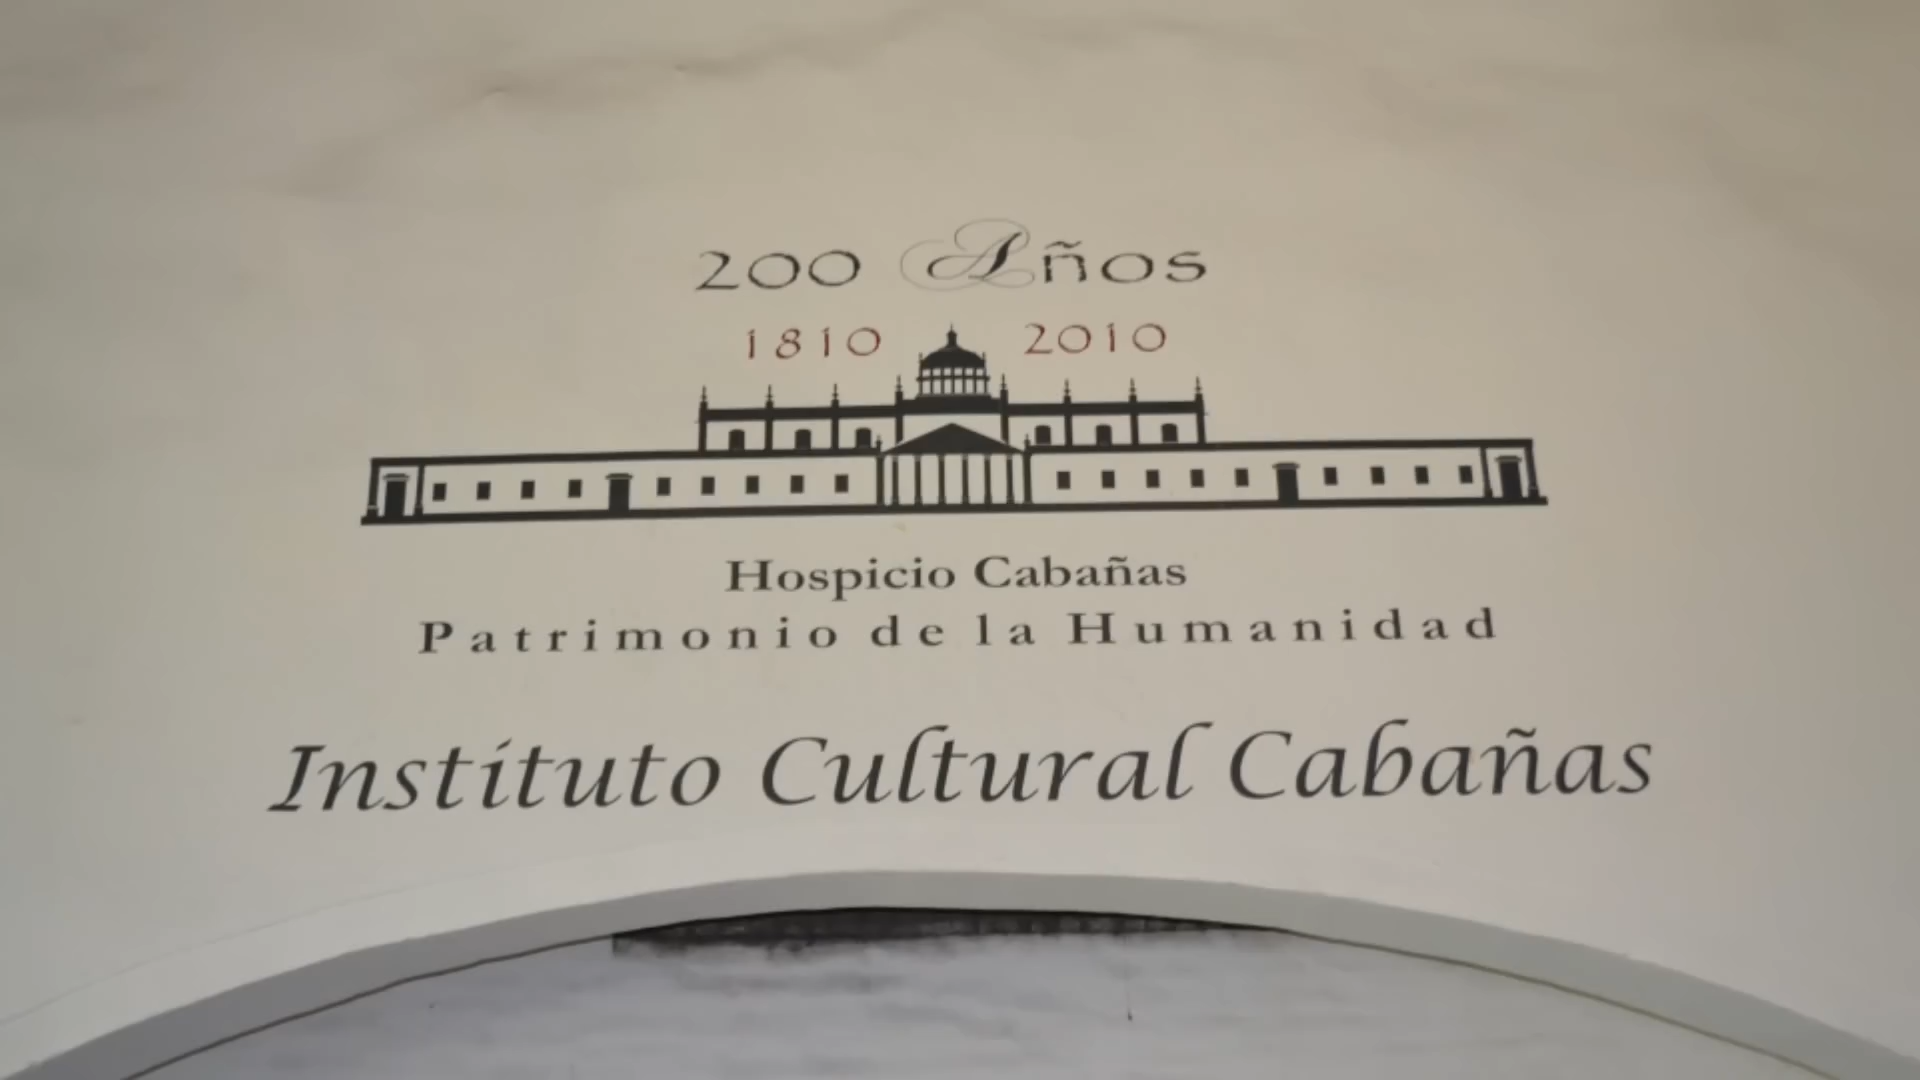 200 Años
1810 2010
Hospicio Cabañas
Patrimonio de la Humanidad
Instituto Cultural Cabañas